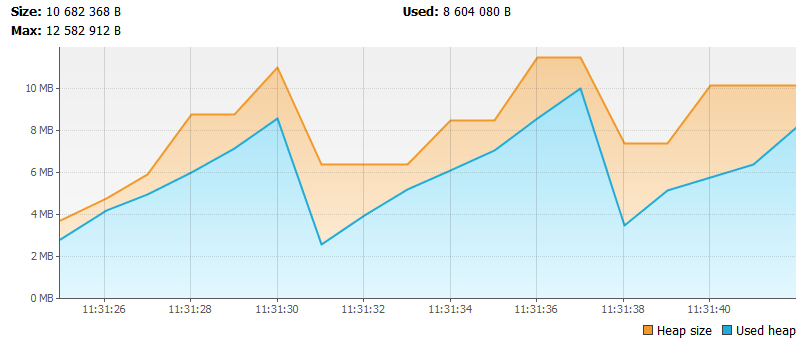 Size: 10 682 368 B Used: 8 604 080 B
Max: 12 582 912 B
10 MB
8 MB
6 MB
4 MB
2 MB
0 MB
11:31:26 11:31:28 11:31:30 11:31:32 11:31:34 11:31:36 11:31:38 11:31:40
Heap size Used heap